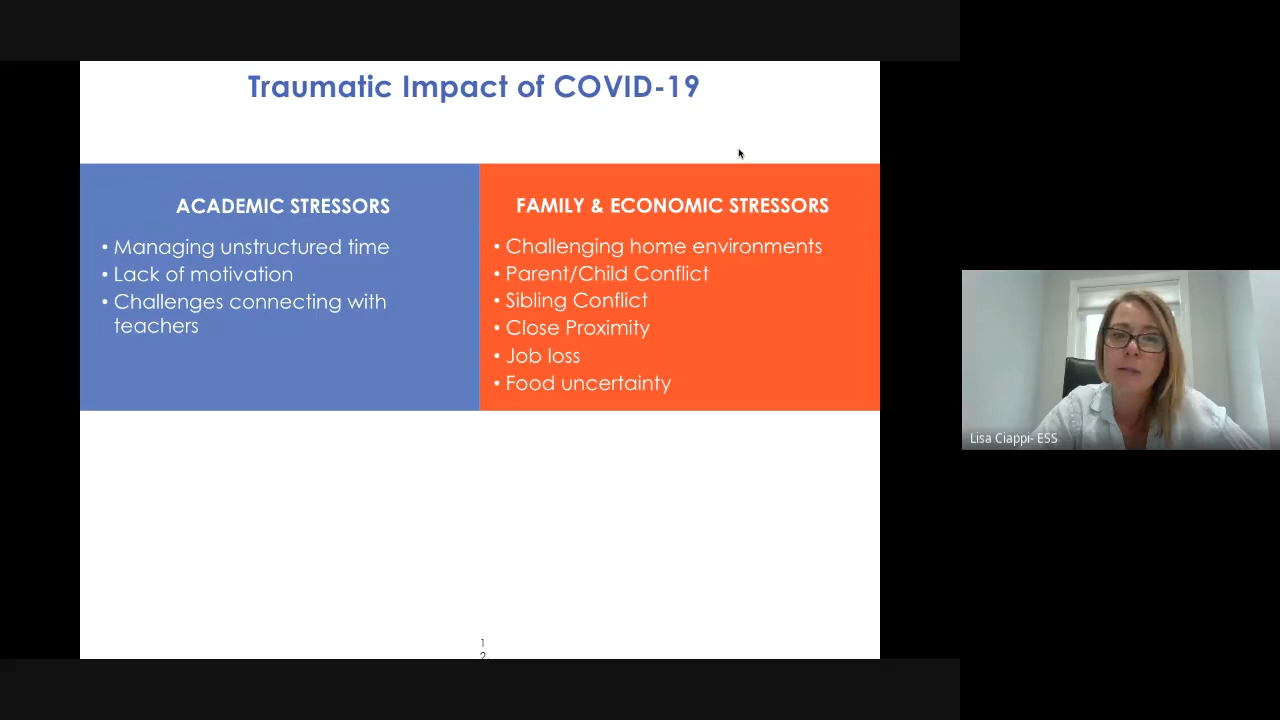 Traumatic Impact of COVID-19
ACADEMIC STRESSORS
• Managing unstructured time
• Lack of motivation
• Challenges connecting with
teachers
FAMILY & ECONOMIC STRESSORS
• Challenging home environments
• Parent/Child Conflict
• Sibling Conflict
• Close Proximity
• Job loss
• Food uncertainty
1
2
Lisa Ciappi- ESS